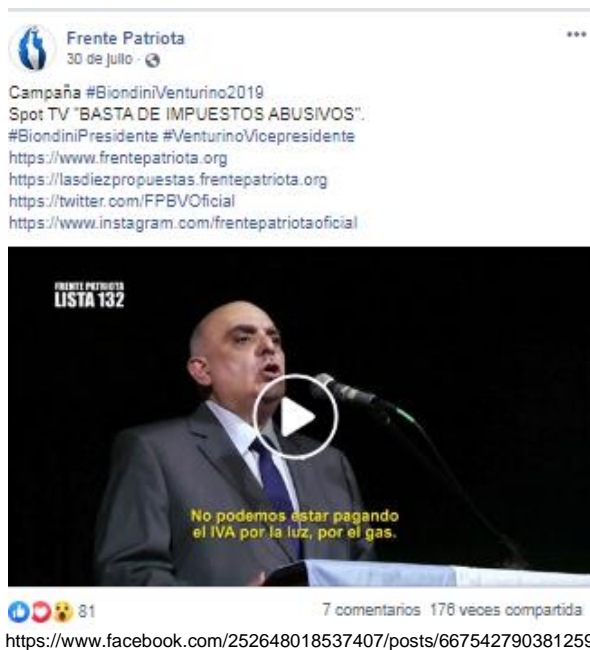 Frente Patriota
30 de julio ·
Campaña #BiondiniVenturino2019
Spot TV "BASTA DE IMPUESTOS ABUSIVOS".
#BiondiniPresidente #VenturinoVicepresidente
https://www.frentepatriota.org
https://lasdiezpropuestas.frentepatriota.org
https://twitter.com/FPBVOficial
https://www.instagram.com/frentepatriotaoficial
FRENTE PATRIOTA
LISTA 132
No podemos estar pagando
el IVA por la luz, por el gas.
81
7 comentarios 176 veces compartida
https://www.facebook.com/252648018537407/posts/667542790381259